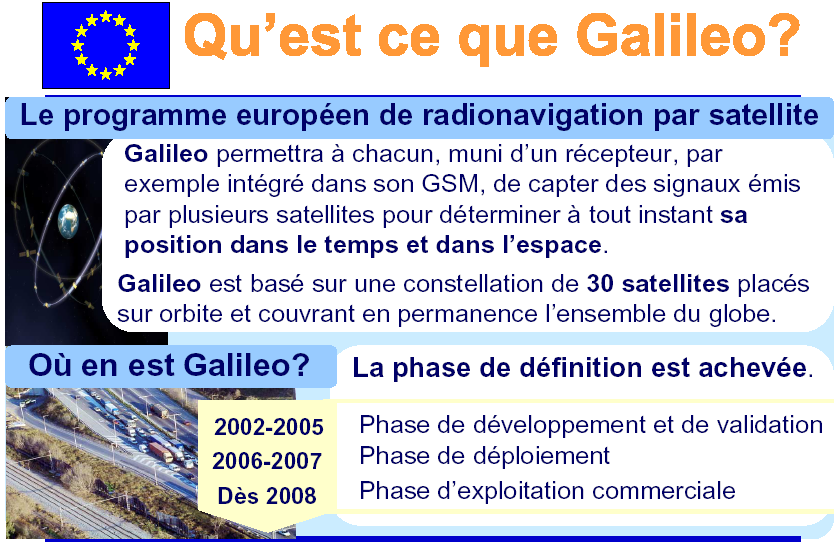 Qu’est ce que Galileo?
Le programme européen de radionavigation par satellite
Galileo permettra à chacun, muni d’un récepteur, par
exemple intégré dans son GSM, de capter des signaux émis
par plusieurs satellites pour déterminer à tout instant sa
position dans le temps et dans l’espace.
Galileo est basé sur une constellation de 30 satellites placés
sur orbite et couvrant en permanence l’ensemble du globe.
Où en est Galileo?
La phase de définition est achevée.
2002-2005 Phase de développement et de validation
2006-2007 Phase de déploiement
Dès 2008 Phase d’exploitation commerciale